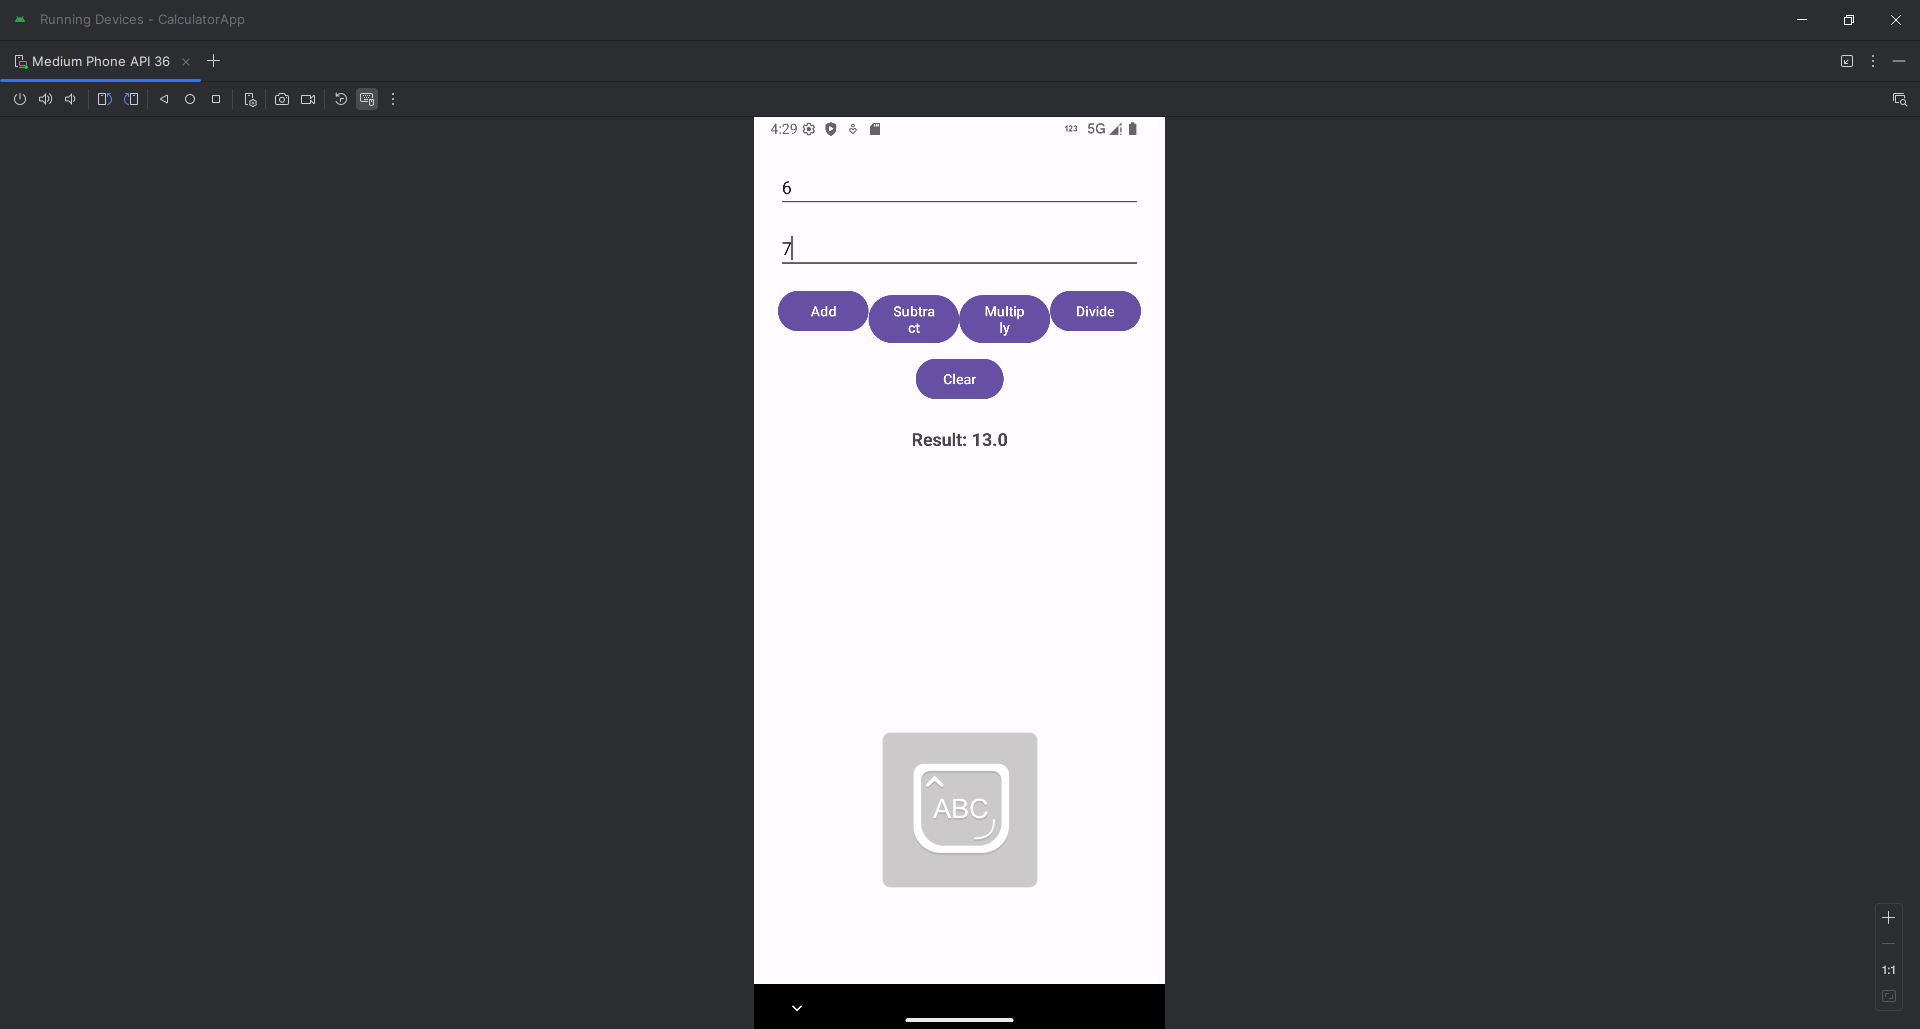 Running Devices - CalculatorApp
Medium Phone API 36
4:29
123 5G
6
7
Add
Subtra
ct
Multip
ly
Divide
Clear
Result: 13.0
ABC
1:1